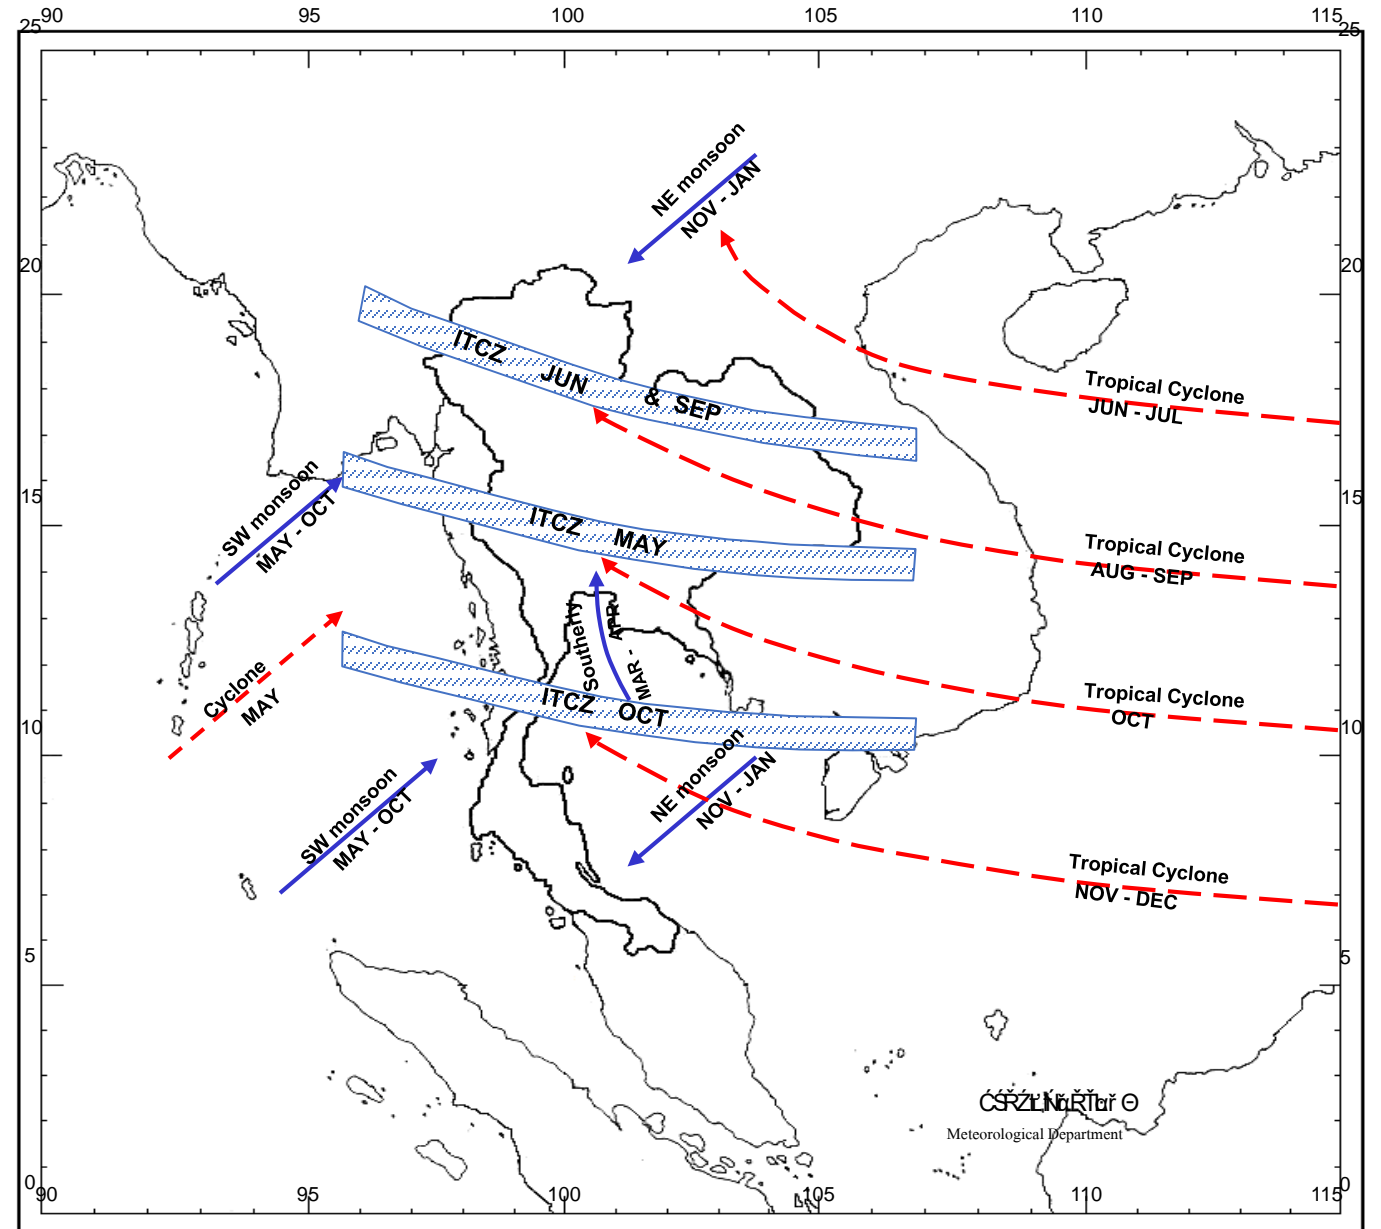 90 95 100 105 110 115
25 25
NE monsoon
NOV - JAN
20 20
ITCZ JUN & SEP
Tropical Cyclone
JUN - JUL
15 15
SW monsoon
MAY - OCT
ITCZ MAY
Tropical Cyclone
AUG - SEP
Southerly
MAR - APR
Cyclone
MAY
ITCZ OCT
Tropical Cyclone
OCT
10 10
NE monsoon
NOV - JAN
SW monsoon
MAY - OCT
Tropical Cyclone
NOV - DEC
5 5
Meteorological Department
0 0
90 95 100 105 110 115